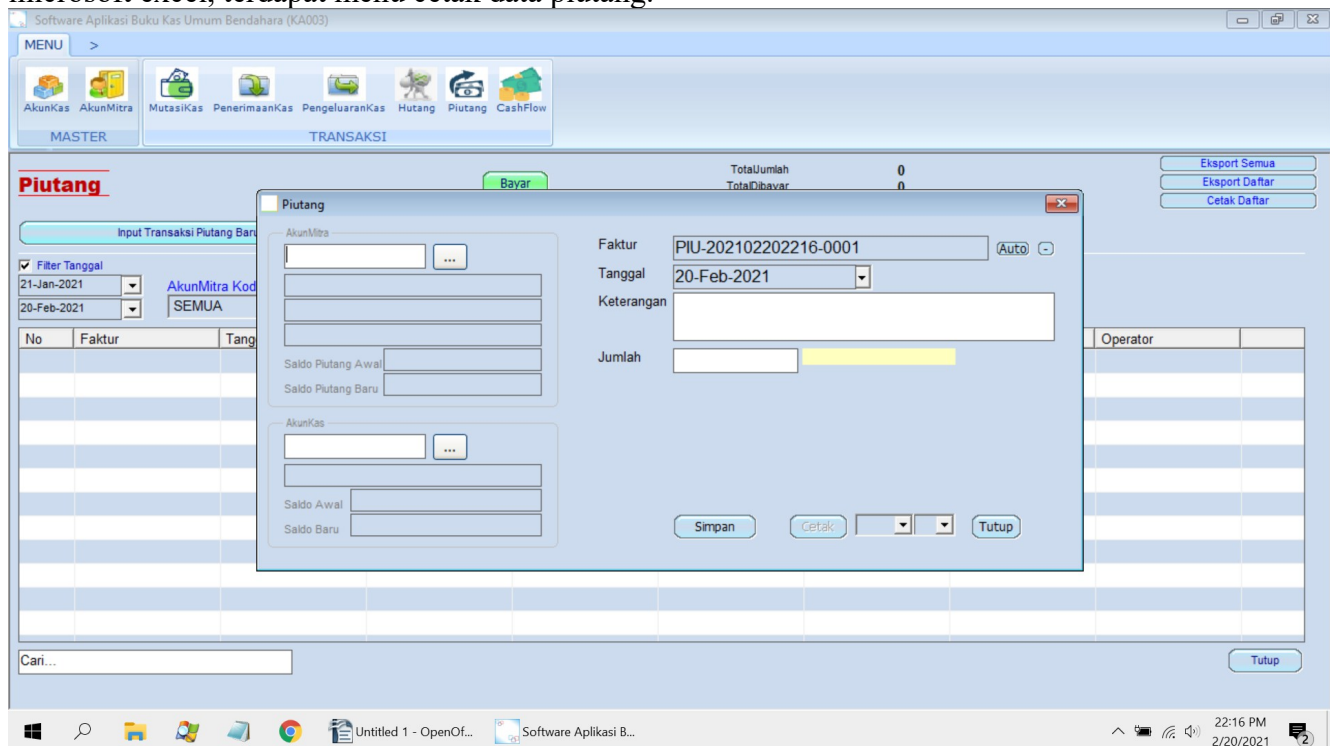 microsoft excel, terdapat menu cetak data piutang.
Software Aplikasi Buku Kas Umum Bendahara (KA003)
MENU >
AkunKas AkunMitra MutasiKas PenerimaanKas PengeluaranKas Hutang Piutang CashFlow
MASTER TRANSAKSI
Piutang
Bayar
TotalJumlah 0
TotalDibayar 0
Eksport Semua
Eksport Daftar
Cetak Daftar
Input Transaksi Piutang Baru
Filter Tanggal
21-Jan-2021
20-Feb-2021
AkunMitra Kod
SEMUA
No Faktur Tang Operator
Piutang
AkunMitra
...
Saldo Piutang Awal
Saldo Piutang Baru
AkunKas
...
Saldo Awal
Saldo Baru
Faktur PIU-202102202216-0001 Auto -
Tanggal 20-Feb-2021
Keterangan
Jumlah
Simpan Cetak Tutup
Cari... Tutup
Untitled 1 - OpenOf... Software Aplikasi B... 22:16 PM
2/20/2021 2